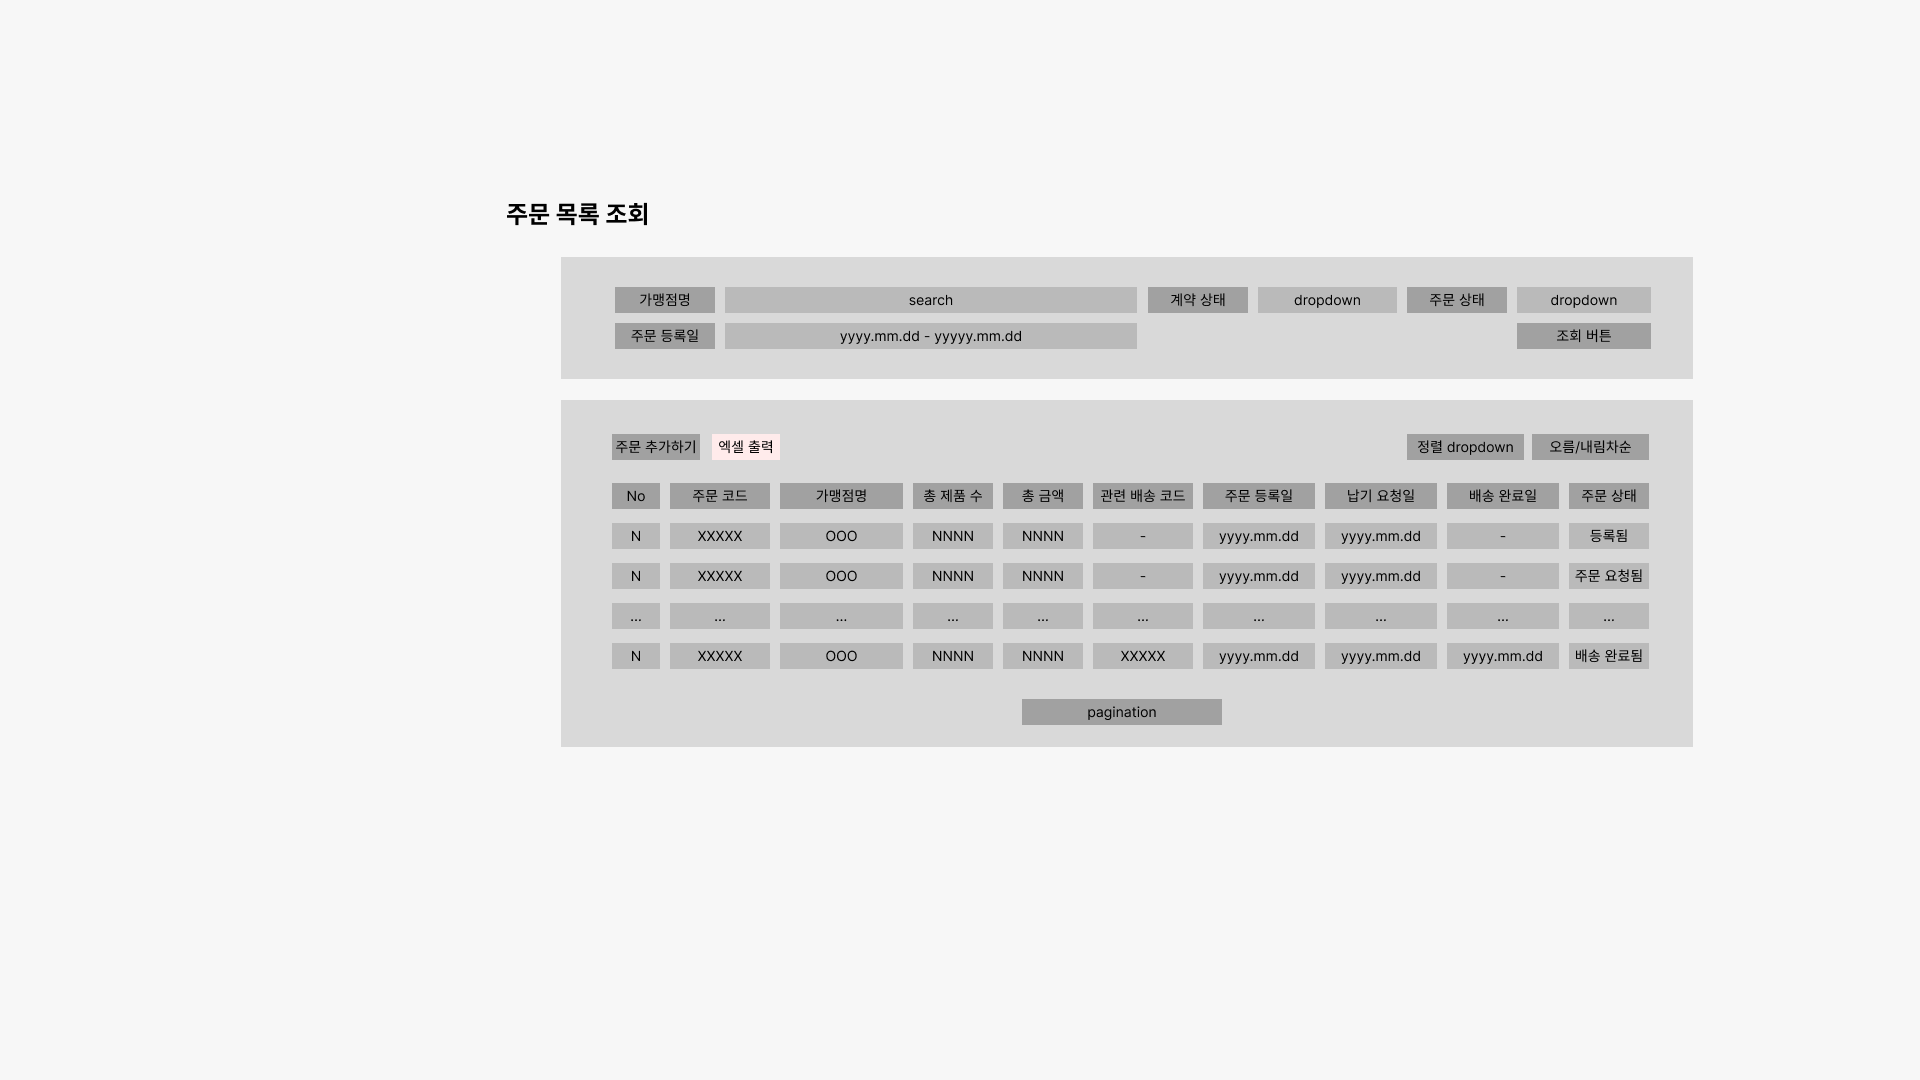 주문 목록 조회
가맹점명 search 계약 상태 dropdown 주문 상태 dropdown
주문 등록일 yyyy.mm.dd - yyyyy.mm.dd 조회 버튼
주문 추가하기 엑셀 출력 정렬 dropdown 오름/내림차순
No 주문 코드 가맹점명 총 제품 수 총 금액 관련 배송 코드 주문 등록일 납기 요청일 배송 완료일 주문 상태
N XXXXX OOO NNNN NNNN - yyyy.mm.dd yyyy.mm.dd - 등록됨
N XXXXX OOO NNNN NNNN - yyyy.mm.dd yyyy.mm.dd - 주문 요청됨
... ... ... ... ... ... ... ... ... ...
N XXXXX OOO NNNN NNNN XXXXX yyyy.mm.dd yyyy.mm.dd yyyy.mm.dd 배송 완료됨
pagination